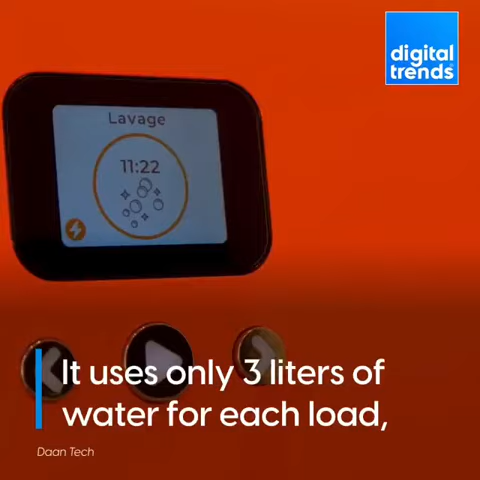 digital
trends
Lavage
11:22
It uses only 3 liters of
water for each load,
Daan Tech